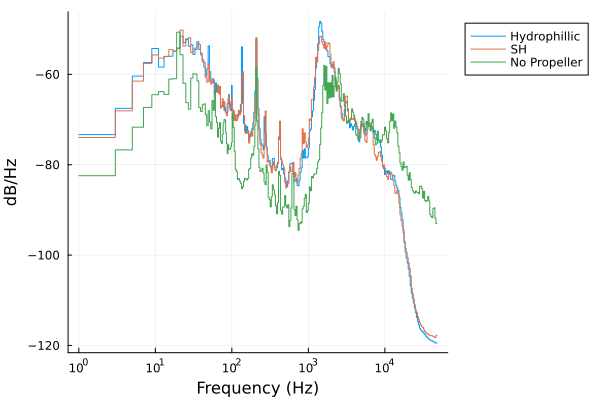 Hydrophillic
SH
No Propeller
dB/Hz
−60
−80
−100
−120
10⁰
10¹
10²
10³
10⁴
Frequency (Hz)